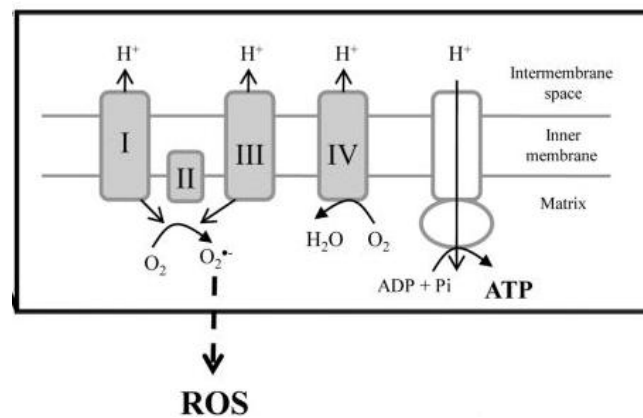 H⁺ H⁺ H⁺ H⁺
Intermembrane
space
I II III IV
Inner
membrane
Matrix
O₂ O₂•- H₂O O₂
ADP + Pi ATP
ROS